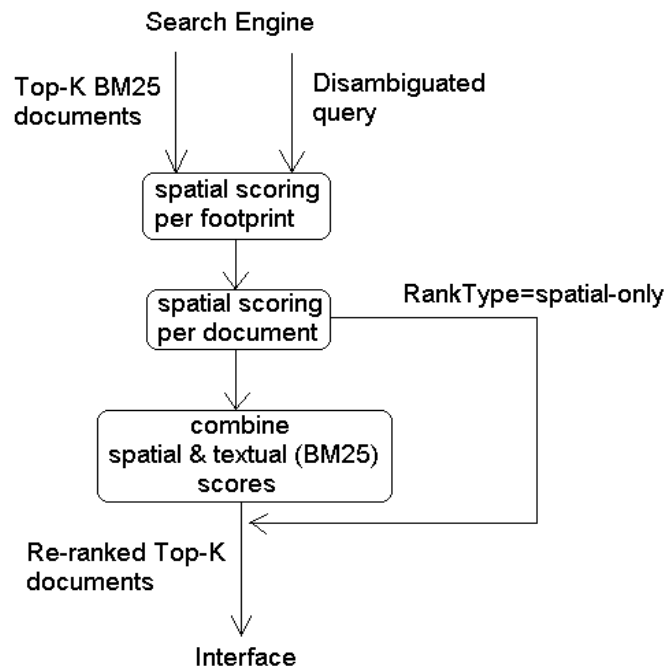 Search Engine
Top-K BM25
documents
Disambiguated
query
spatial scoring
per footprint
spatial scoring
per document
RankType=spatial-only
combine
spatial & textual (BM25)
scores
Re-ranked Top-K
documents
Interface